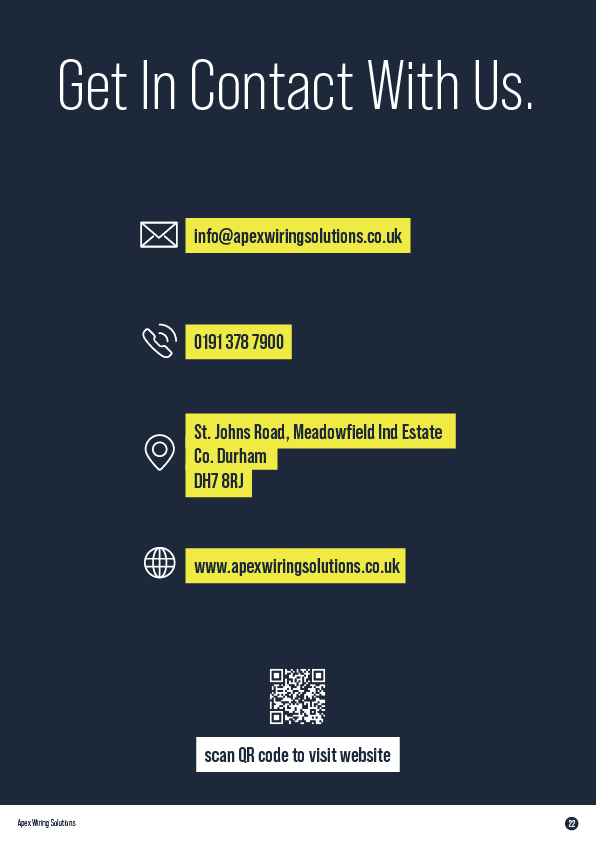 Get In Contact With Us.
info@apexwiringsolutions.co.uk
0191 378 7900
St. Johns Road, Meadowfield Ind Estate
Co. Durham
DH7 8RJ
www.apexwiringsolutions.co.uk
scan QR code to visit website
Apex Wiring Solutions
22